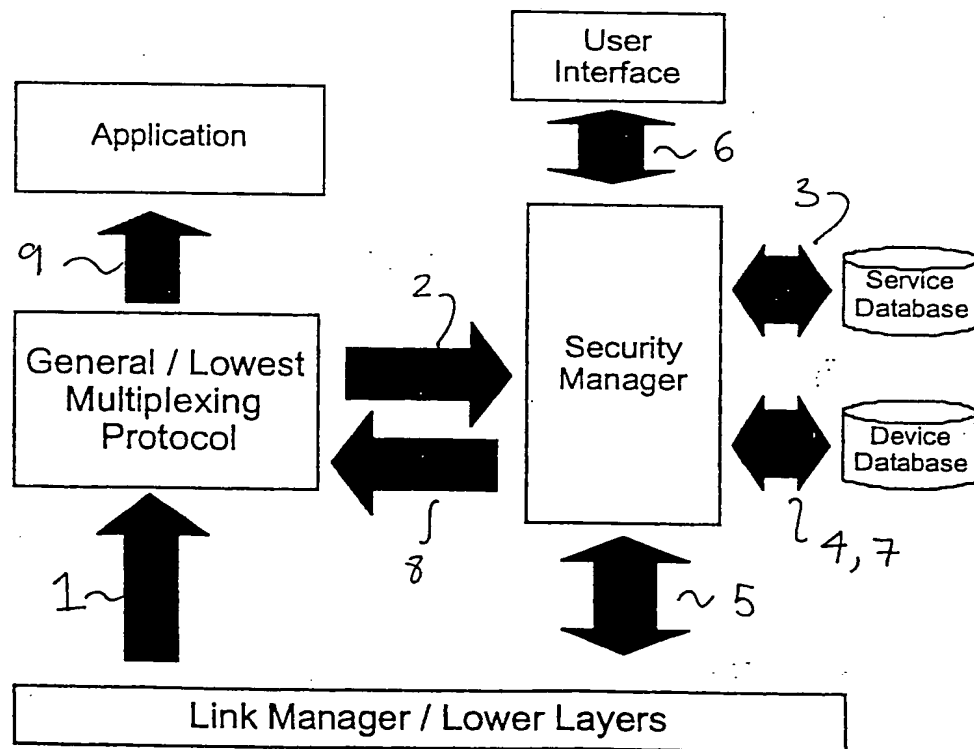 User
Interface
Application
6
3
9
2
Service
Database
General / Lowest
Multiplexing
Protocol
Security
Manager
Device
Database
8
4, 7
1
5
Link Manager / Lower Layers